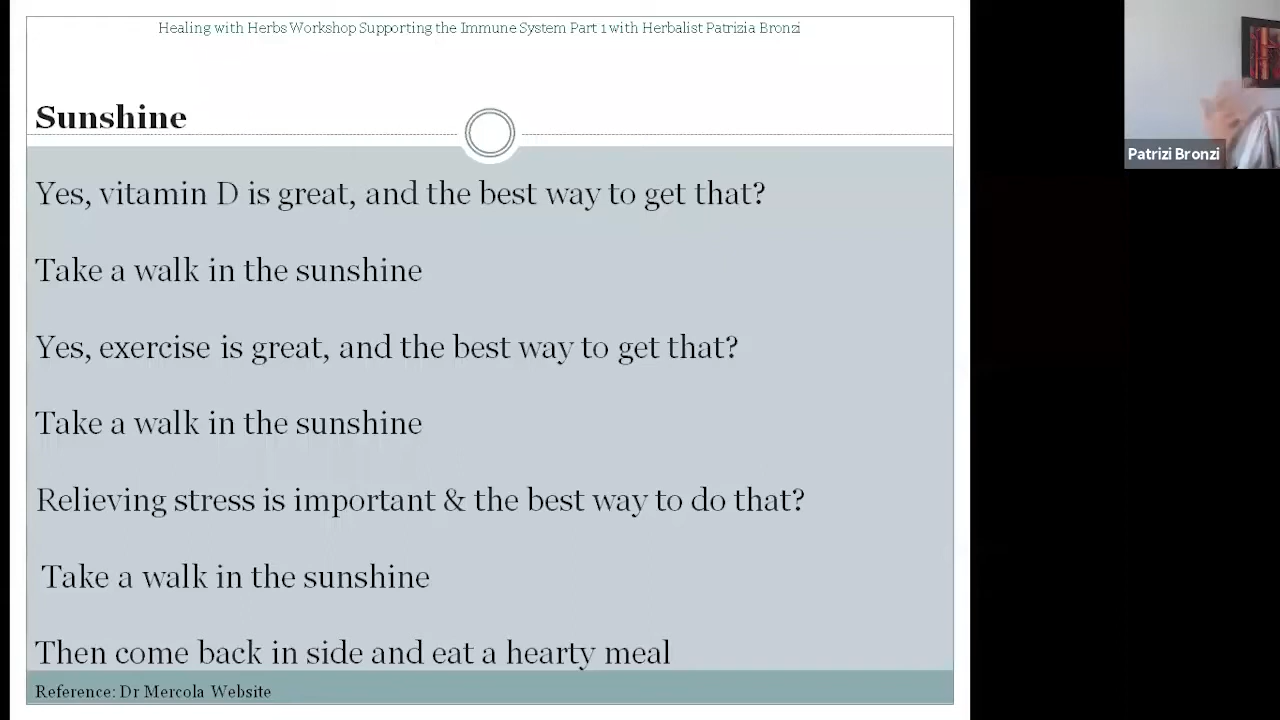 Healing with Herbs Workshop Supporting the Immune System Part 1 with Herbalist Patrizia Bronzi
Sunshine
Patrizi Bronzi
Yes, vitamin D is great, and the best way to get that?
Take a walk in the sunshine
Yes, exercise is great, and the best way to get that?
Take a walk in the sunshine
Relieving stress is important & the best way to do that?
Take a walk in the sunshine
Then come back in side and eat a hearty meal
Reference: Dr Mercola Website